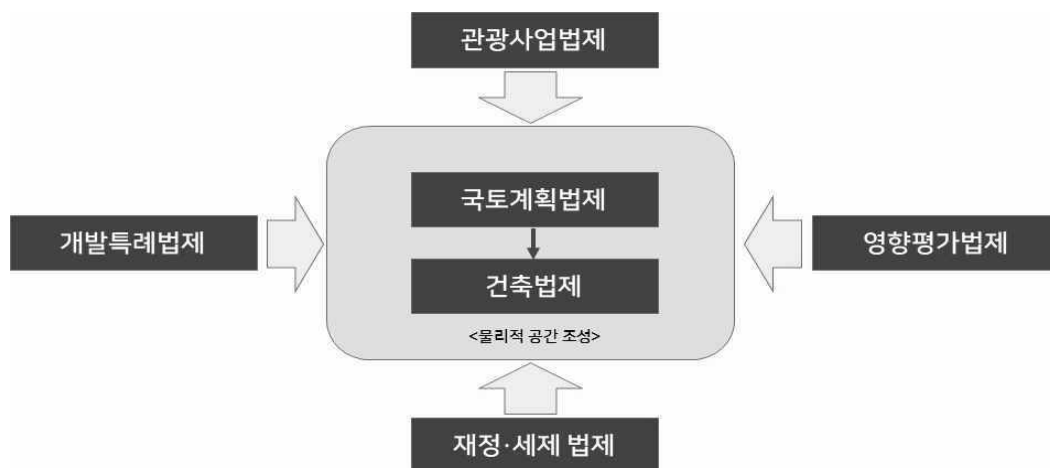 관광사업법제
국토계획법제
개발특례법제
영향평가법제
건축법제
<물리적 공간 조성>
재정·세제 법제